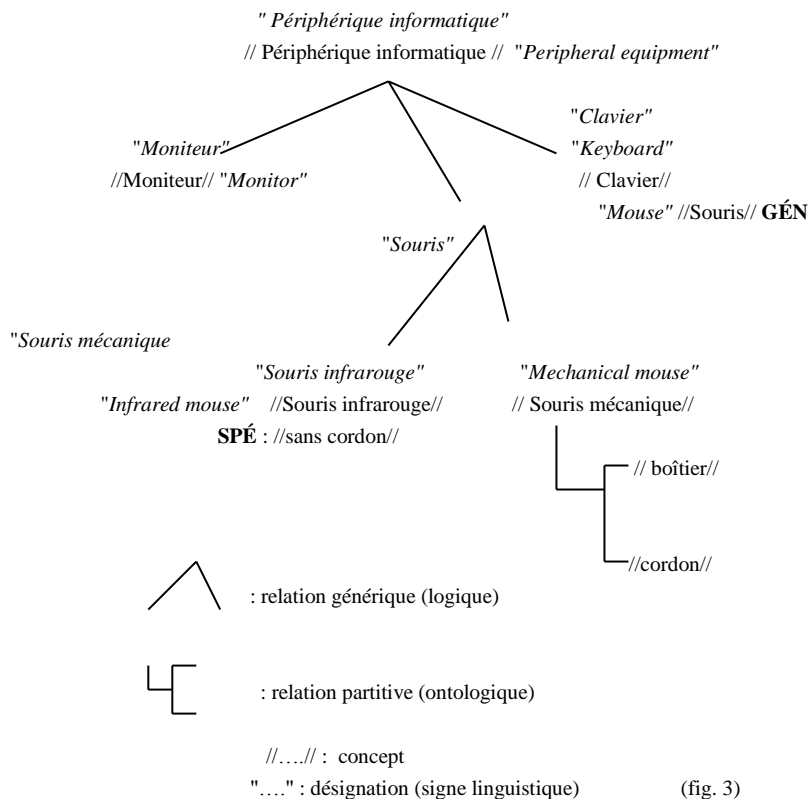 " Périphérique informatique"
// Périphérique informatique // "Peripheral equipment"
"Clavier"
"Moniteur" "Keyboard"
//Moniteur// "Monitor" // Clavier//
"Mouse" //Souris// GÉN
"Souris"
"Souris mécanique
"Souris infrarouge" "Mechanical mouse"
"Infrared mouse" //Souris infrarouge// // Souris mécanique//
SPÉ : //sans cordon//
// boîtier//
//cordon//
: relation générique (logique)
: relation partitive (ontologique)
//….// : concept
"…." : désignation (signe linguistique) (fig. 3)